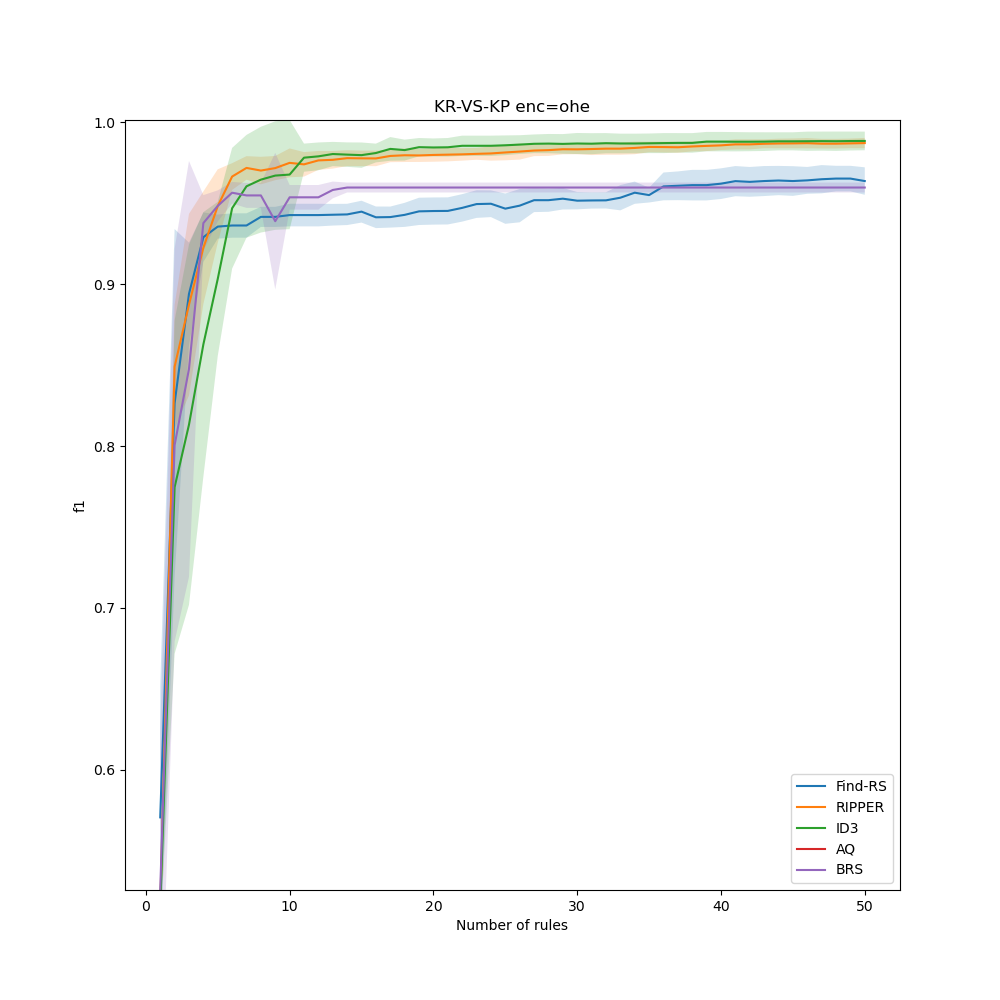 KR-VS-KP enc=ohe
1.0
0.9
0.8
0.7
0.6
f1
0
10
20
30
40
50
Number of rules
Find-RS
RIPPER
ID3
AQ
BRS